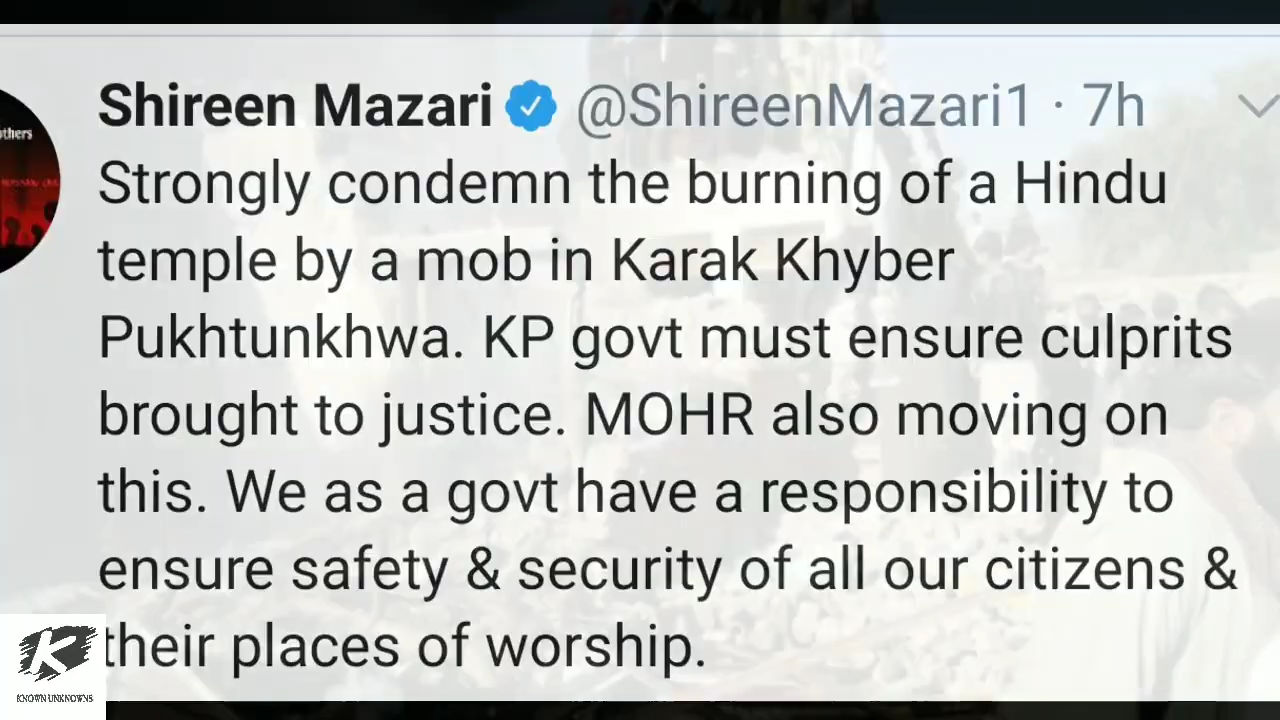 Shireen Mazari @ShireenMazari1 · 7h
Strongly condemn the burning of a Hindu
temple by a mob in Karak Khyber
Pukhtunkhwa. KP govt must ensure culprits
brought to justice. MOHR also moving on
this. We as a govt have a responsibility to
ensure safety & security of all our citizens &
their places of worship.
KNOWN UNKNOWNS